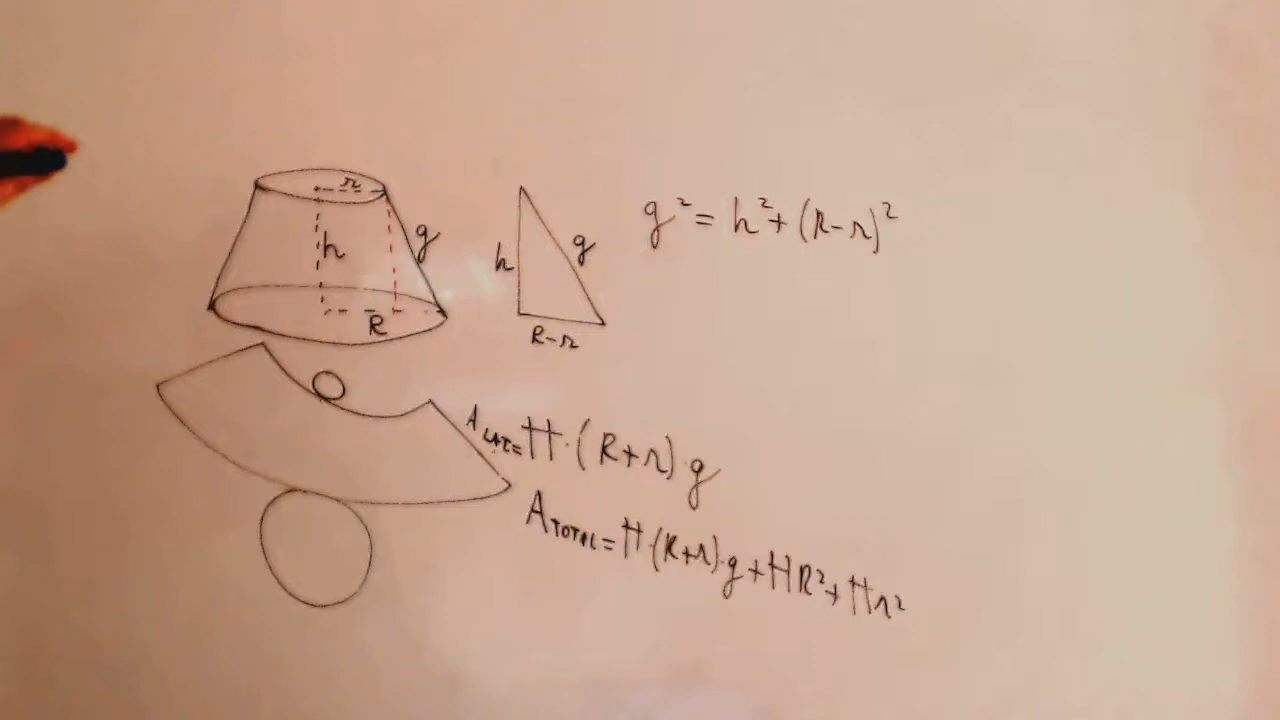 r
h
g
R
h
g
R-r
g² = h² + (R-r)²
A LAT = π·(R+r)·g
A TOTAL = π·(R+r)·g + πR² + πr²